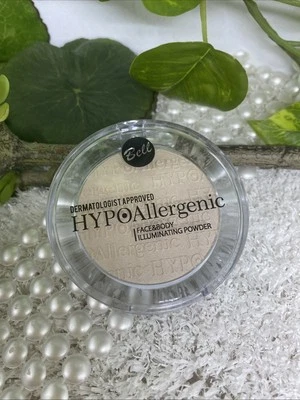 Bell
DERMATOLOGIST APPROVED
HYPOAllergenic
FACE&BODY
ILLUMINATING POWDER